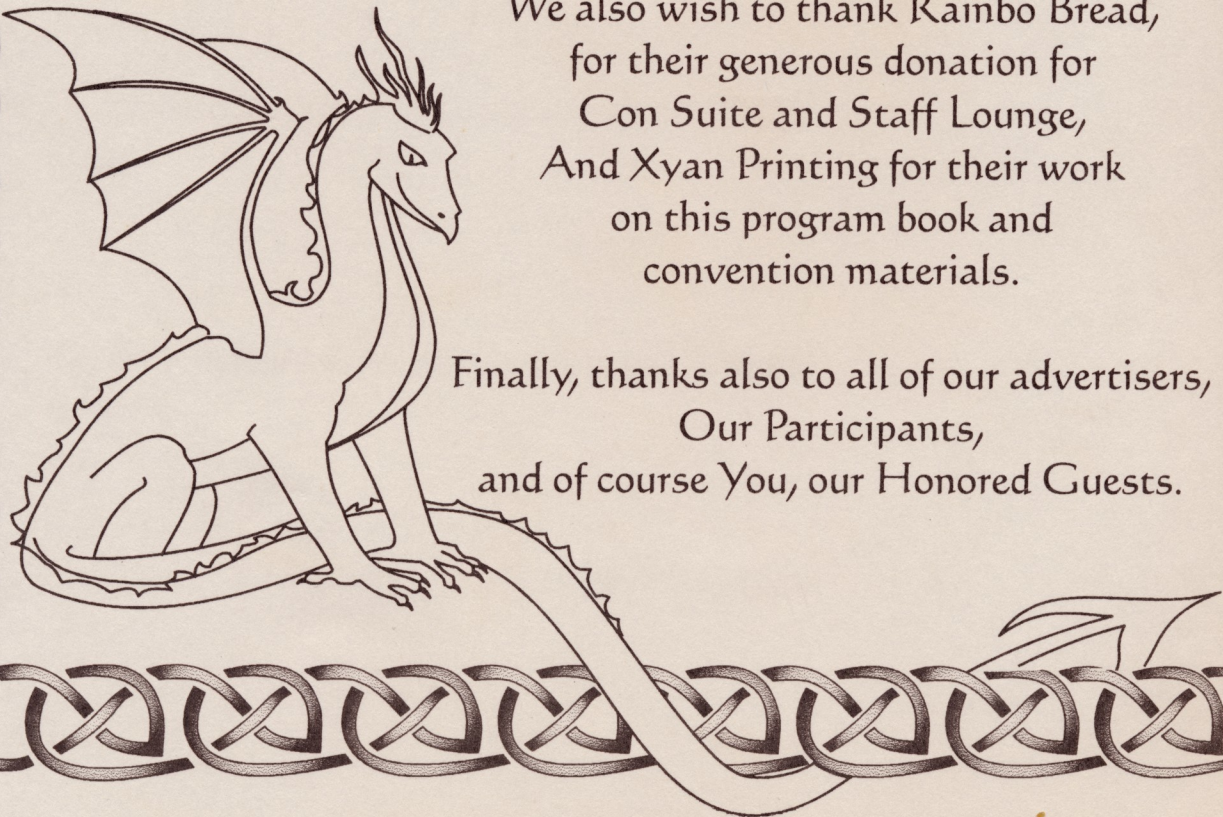 We also wish to thank Rainbo Bread,
for their generous donation for
Con Suite and Staff Lounge,
And Xyan Printing for their work
on this program book and
convention materials.
Finally, thanks also to all of our advertisers,
Our Participants,
and of course You, our Honored Guests.